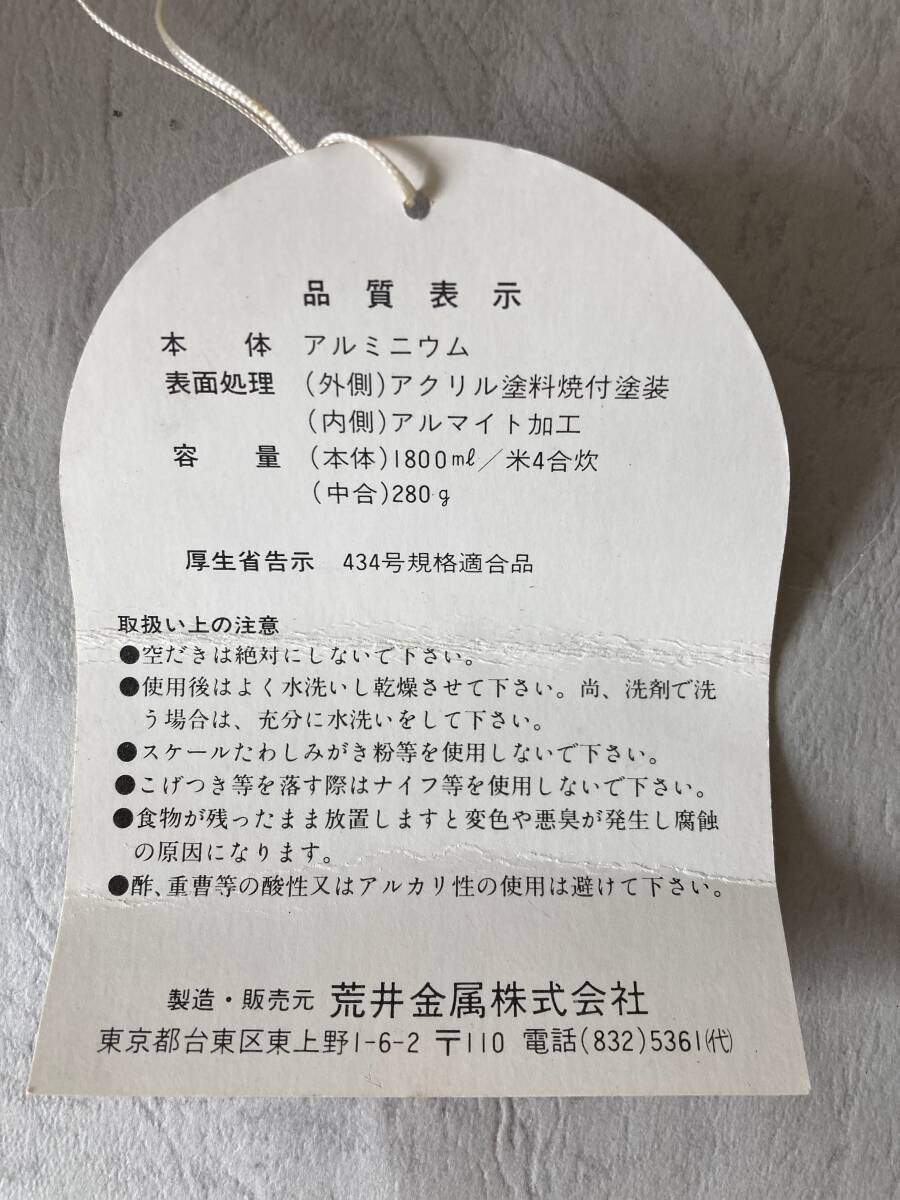 品質表示
本体 アルミニウム
表面処理 (外側)アクリル塗料焼付塗装
(内側)アルマイト加工
容量 (本体)1800mℓ/米4合炊
(中合)280g
厚生省告示 434号規格適合品
取扱い上の注意
●空だきは絶対にしないで下さい。
●使用後はよく水洗いし乾燥させて下さい。尚、洗剤で洗
う場合は、充分に水洗いをして下さい。
●スケールたわしみがき粉等を使用しないで下さい。
●こげつき等を落す際はナイフ等を使用しないで下さい。
●食物が残ったまま放置しますと変色や悪臭が発生し腐蝕
の原因になります。
●酢、重曹等の酸性又はアルカリ性の使用は避けて下さい。
製造・販売元 荒井金属株式会社
東京都台東区東上野1-6-2 〒110 電話(832)5361(代)